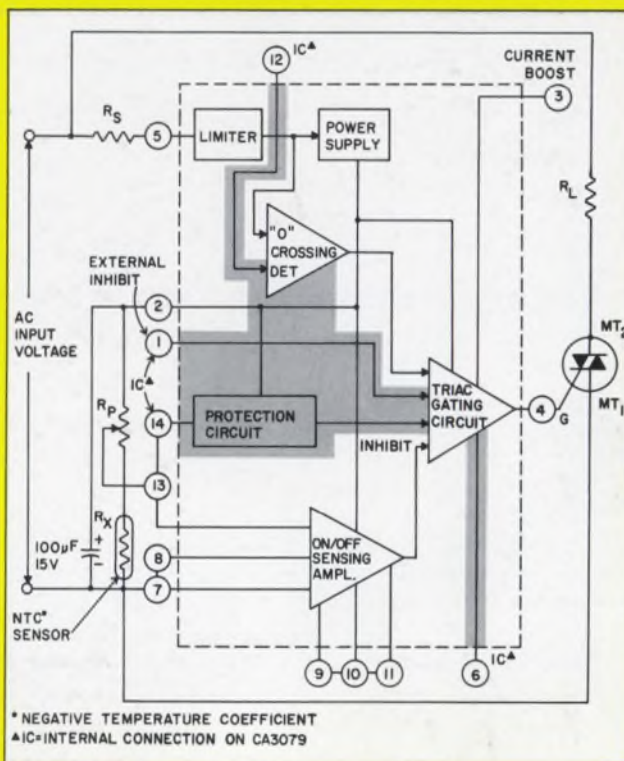 12
IC▲
CURRENT
BOOST
3
RS
5
LIMITER
POWER
SUPPLY
RL
"0"
CROSSING
DET
EXTERNAL
INHIBIT
2
AC
INPUT
VOLTAGE
1
MT2
IC▲
TRIAC
GATING
CIRCUIT
MT1
RP
14
PROTECTION
CIRCUIT
4
G
INHIBIT
13
RX
100µF
15V
+
-
8
ON/OFF
SENSING
AMPL.
7
NTC*
SENSOR
9
10
11
6
IC▲
* NEGATIVE TEMPERATURE COEFFICIENT
▲IC=INTERNAL CONNECTION ON CA3079